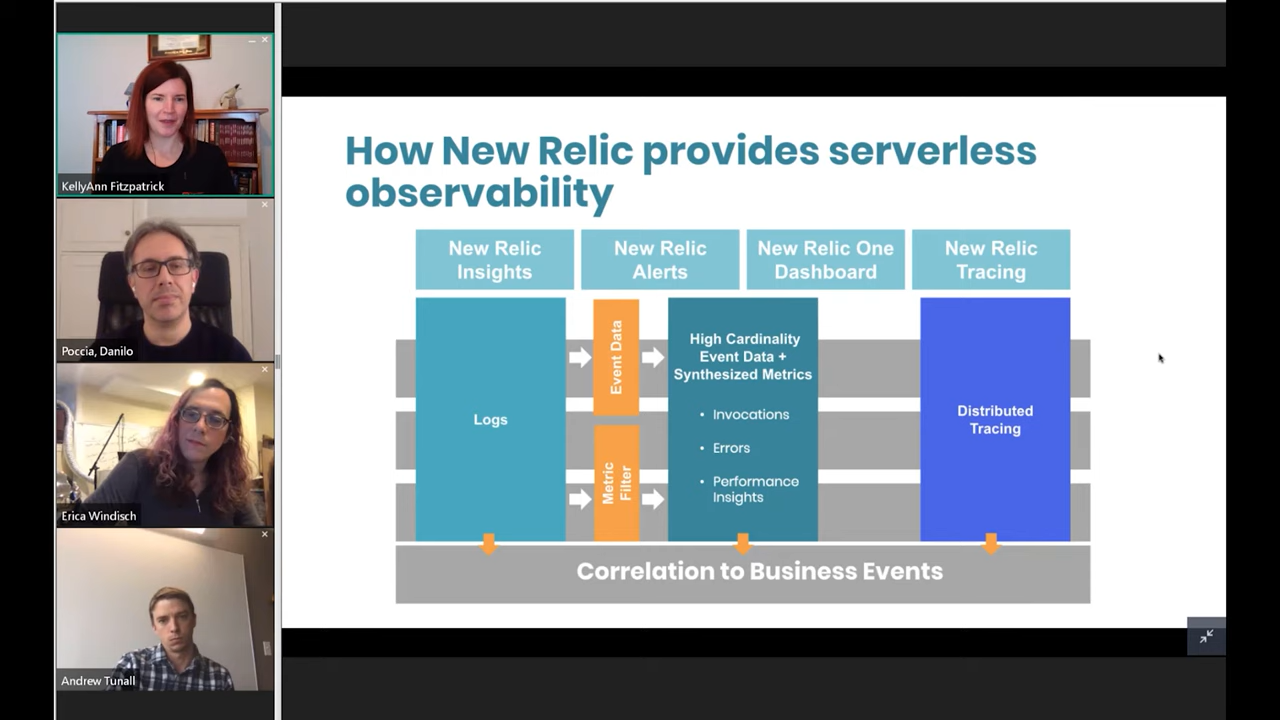 KellyAnn Fitzpatrick
Poccia, Danilo
Erica Windisch
Andrew Tunall
How New Relic provides serverless
observability
New Relic
Insights
New Relic
Alerts
New Relic One
Dashboard
New Relic
Tracing
Logs
Event Data
Metric
Filter
High Cardinality
Event Data +
Synthesized Metrics
• Invocations
• Errors
• Performance
Insights
Distributed
Tracing
Correlation to Business Events